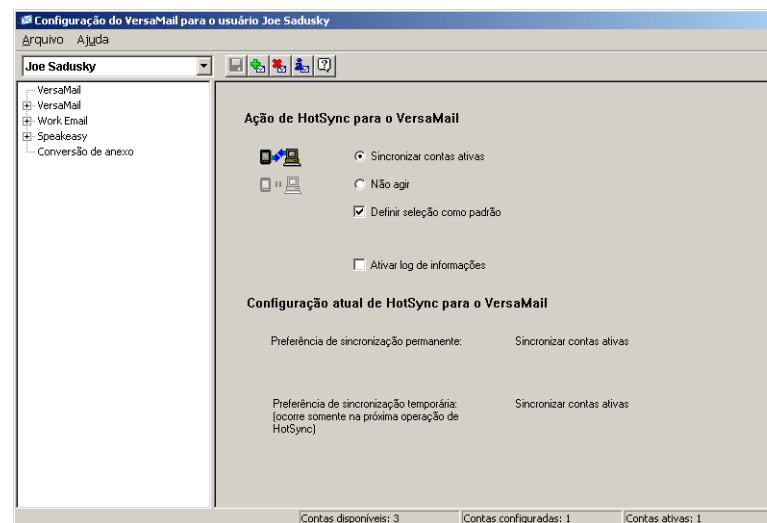 Configuração do VersaMail para o usuário Joe Sadusky
Arquivo Ajuda
Joe Sadusky
VersaMail
VersaMail
Work Email
Speakeasy
Conversão de anexo
Ação de HotSync para o VersaMail
Sincronizar contas ativas
Não agir
Definir seleção como padrão
Ativar log de informações
Configuração atual de HotSync para o VersaMail
Preferência de sincronização permanente: Sincronizar contas ativas
Preferência de sincronização temporária: Sincronizar contas ativas
(ocorre somente na próxima operação de
HotSync)
Contas disponíveis: 3 Contas configuradas: 1 Contas ativas: 1